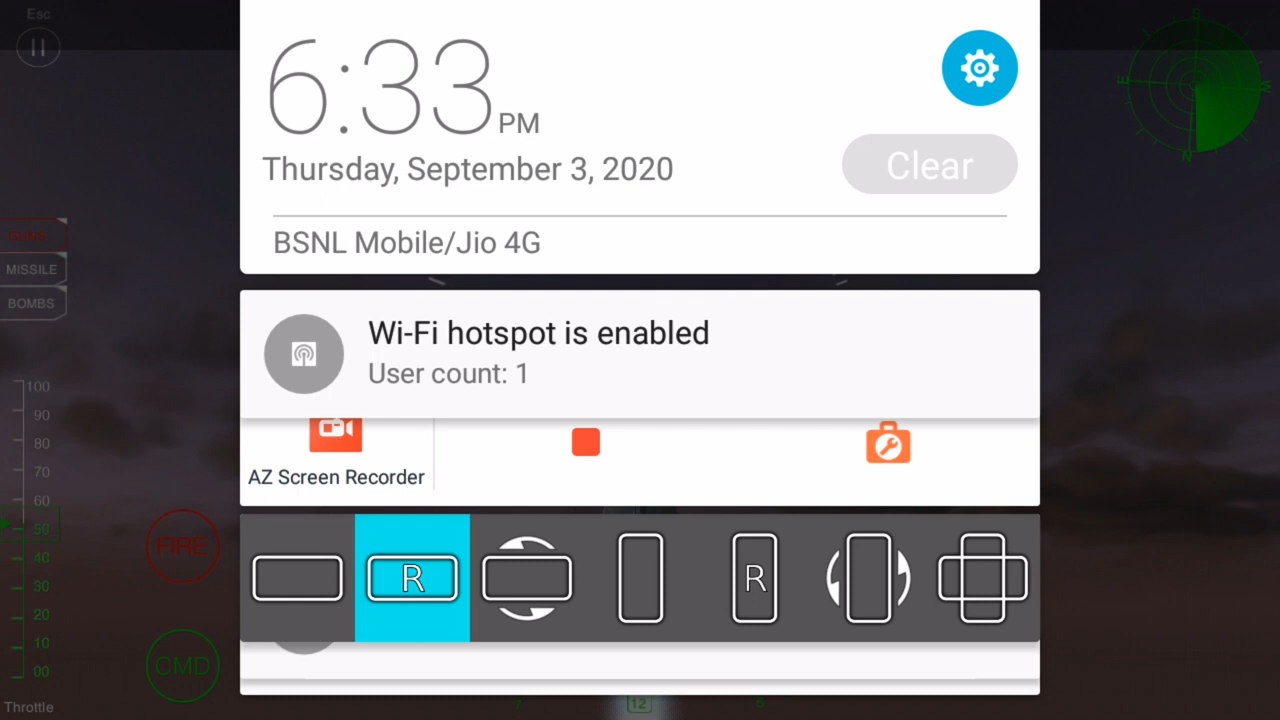 Esc
6:33 PM
Thursday, September 3, 2020
Clear
BSNL Mobile/Jio 4G
S
E
W
N
GUNS
MISSILE
BOMBS
Wi-Fi hotspot is enabled
User count: 1
AZ Screen Recorder
100
90
80
70
60
50
40
30
20
10
00
Throttle
FIRE
CMD
R
R
12